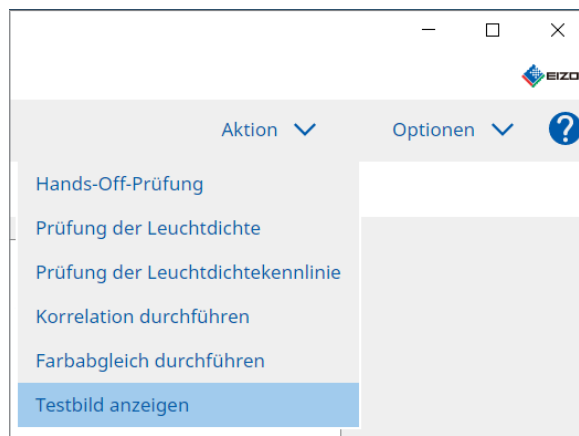 EIZO
Aktion
Optionen
?
Hands-Off-Prüfung
Prüfung der Leuchtdichte
Prüfung der Leuchtdichtekennlinie
Korrelation durchführen
Farbabgleich durchführen
Testbild anzeigen